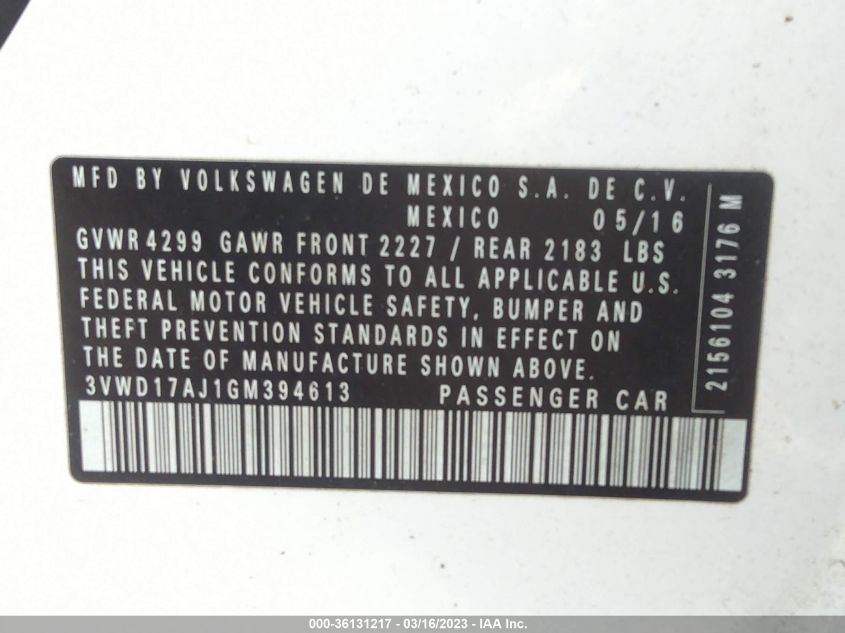 MFD BY VOLKSWAGEN DE MEXICO S.A. DE C.V.
MEXICO 05/16
GVWR 4299 GAWR FRONT 2227 / REAR 2183 LBS
THIS VEHICLE CONFORMS TO ALL APPLICABLE U.S.
FEDERAL MOTOR VEHICLE SAFETY, BUMPER AND
THEFT PREVENTION STANDARDS IN EFFECT ON
THE DATE OF MANUFACTURE SHOWN ABOVE.
3VWD17AJ1GM394613 PASSENGER CAR
2156104 3176 M
000-36131217 - 03/16/2023 - IAA Inc.